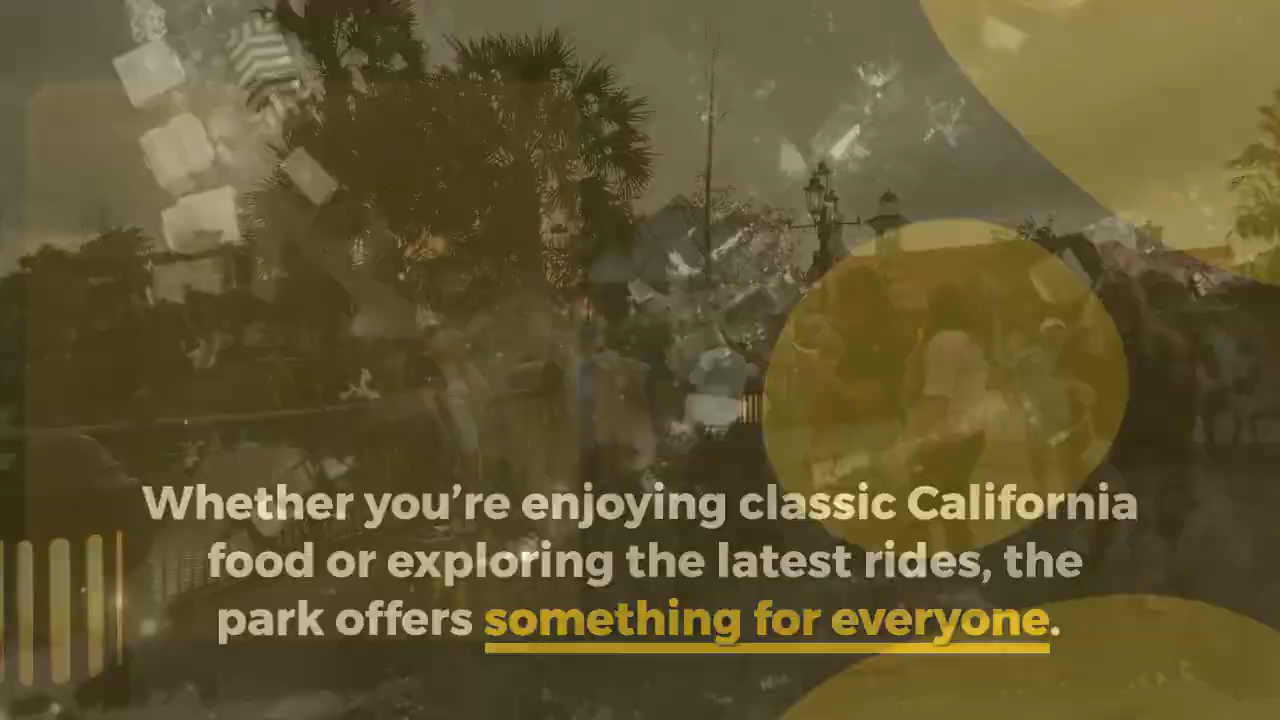 Whether you’re enjoying classic California
food or exploring the latest rides, the
park offers something for everyone.